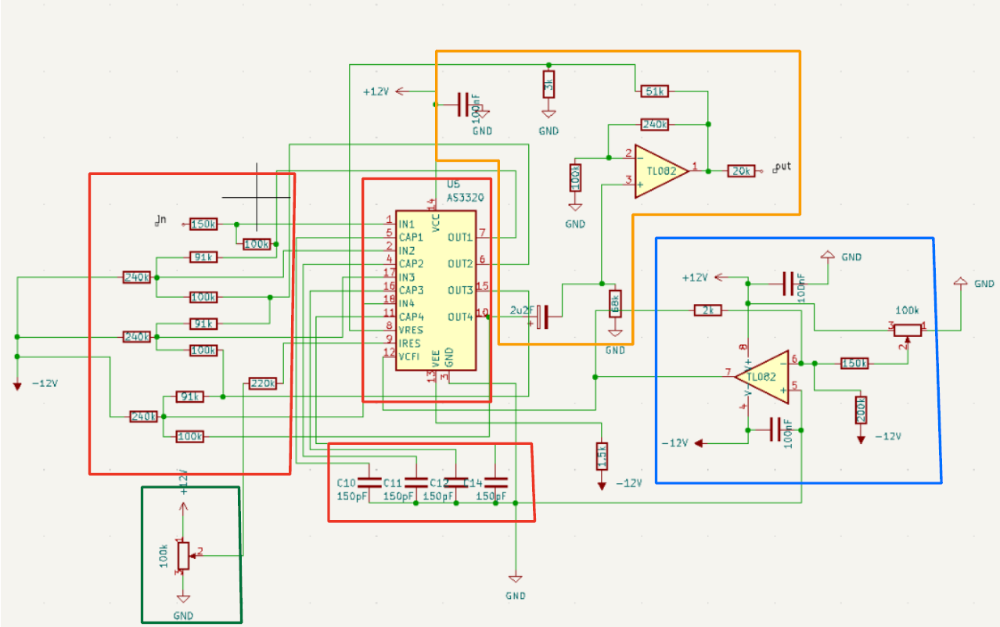 +12V
100nF
GND
3k
GND
51k
240k
100k
GND
2
3
1
TL082
20k
out
In
150k
100k
91k
240k
100k
91k
240k
100k
-12V
220k
91k
240k
100k
U5
AS3320
14
VCC
1 IN1
5 CAP1
2 IN2
4 CAP2
17 IN3
16 CAP3
18 IN4
11 CAP4
8 VRES
9 IRES
12 VCFI
OUT1 7
OUT2 6
OUT3 15
OUT4 10
VEE
13
GND
3
2u2F
+
68k
GND
+12V
100nF
GND
2k
100k
3
1
2
GND
8
V+
7
TL082
6
5
V-
4
150k
200k
-12V
100nF
-12V
1.5k
-12V
C10
150pF
C11
150pF
C12
150pF
C14
150pF
GND
+12V
100k
1
2
3
GND